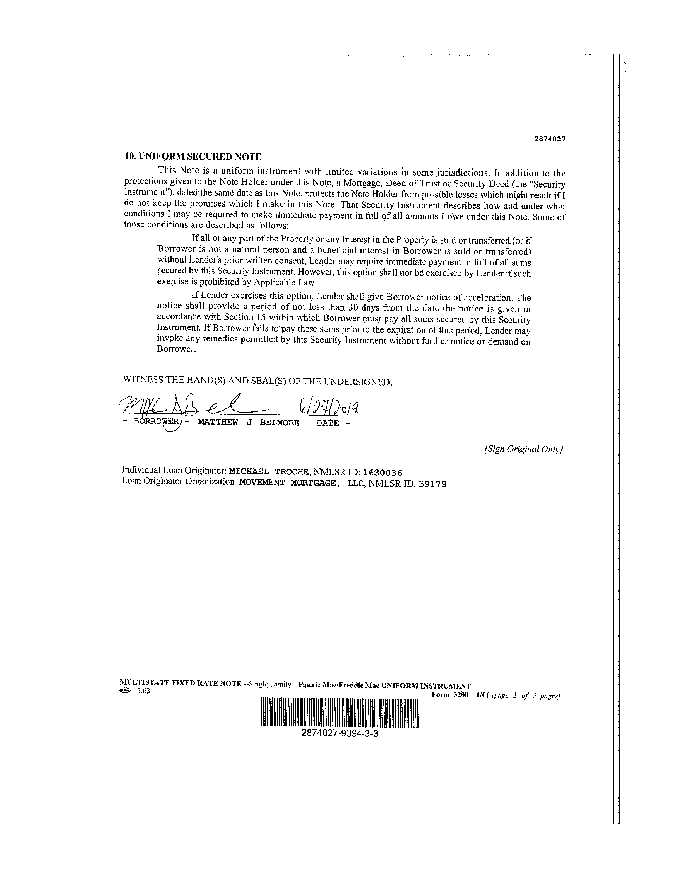 2874027
10. UNIFORM SECURED NOTE
This Note is a uniform instrument with limited variations in some jurisdictions. In addition to the
protections given to the Note Holder under this Note, a Mortgage, Deed of Trust or Security Deed (the "Security
Instrument"), dated the same date as this Note, protects the Note Holder from possible losses which might result if I
do not keep the promises which I make in this Note. That Security Instrument describes how and under what
conditions I may be required to make immediate payment in full of all amounts I owe under this Note. Some of
those conditions are described as follows:
If all or any part of the Property or any Interest in the Property is sold or transferred (or if
Borrower is not a natural person and a beneficial interest in Borrower is sold or transferred)
without Lender's prior written consent, Lender may require immediate payment in full of all sums
secured by this Security Instrument. However, this option shall not be exercised by Lender if such
exercise is prohibited by Applicable Law.
If Lender exercises this option, Lender shall give Borrower notice of acceleration. The
notice shall provide a period of not less than 30 days from the date the notice is given in
accordance with Section 15 within which Borrower must pay all sums secured by this Security
Instrument. If Borrower fails to pay these sums prior to the expiration of this period, Lender may
invoke any remedies permitted by this Security Instrument without further notice or demand on
Borrower.
WITNESS THE HAND(S) AND SEAL(S) OF THE UNDERSIGNED.
6/27/2019
- BORROWER - MATTHEW J BEDMORE DATE -
[Sign Original Only]
Individual Loan Originator: MICHAEL TROCHE, NMLSR ID: 1630036
Loan Originator Organization: MOVEMENT MORTGAGE, LLC, NMLSR ID: 39179
MULTISTATE FIXED RATE NOTE --Single Family-- Fannie Mae/Freddie Mac UNIFORM INSTRUMENT
Form 3200 1/01 (page 3 of 3 pages)
2874027-9094-3-3